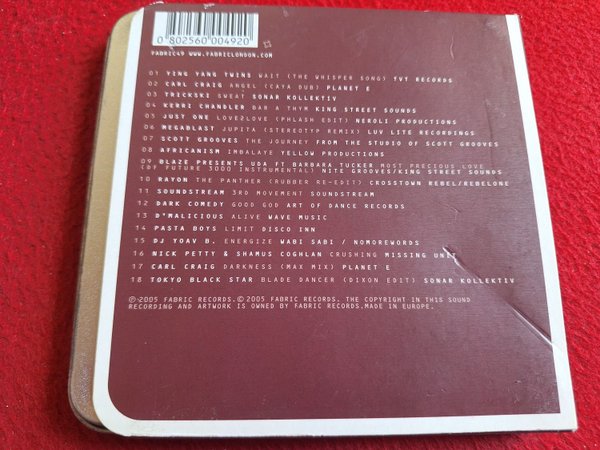 0 802560 004920
FABRIC49 WWW.FABRICLONDON.COM
01 YING YANG TWINS WAIT (THE WHISPER SONG) TVT RECORDS
02 CARL CRAIG ANGEL (CAYA DUB) PLANET E
03 TRICKSKI SWEAT SONAR KOLLEKTIV
04 KERRI CHANDLER BAR A THYM KING STREET SOUNDS
05 JUST ONE LOVE2LOVE (PHLASH EDIT) NEROLI PRODUCTIONS
06 MEGABLAST JUPITA (STEREOTYP REMIX) LUV LITE RECORDINGS
07 SCOTT GROOVES THE JOURNEY FROM THE STUDIO OF SCOTT GROOVES
08 AFRICANISM IMBALAYE YELLOW PRODUCTIONS
09 BLAZE PRESENTS UDA FT BARBARA TUCKER MOST PRECIOUS LOVE
(DF FUTURE 3000 INSTRUMENTAL) NITE GROOVES/KING STREET SOUNDS
10 RAYON THE PANTHER (RUBBER RE-EDIT) CROSSTOWN REBEL/REBELONE
11 SOUNDSTREAM 3RD MOVEMENT SOUNDSTREAM
12 DARK COMEDY GOOD GOD ART OF DANCE RECORDS
13 D'MALICIOUS ALIVE WAVE MUSIC
14 PASTA BOYS LIMIT DISCO INN
15 DJ YOAV B. ENERGIZE WABI SABI / NOMOREWORDS
16 NICK PETTY & SHAMUS COGHLAN CRUSHING MISSING UNIT
17 CARL CRAIG DARKNESS (MAX MIX) PLANET E
18 TOKYO BLACK STAR BLADE DANCER (DIXON EDIT) SONAR KOLLEKTIV
℗2005 FABRIC RECORDS.©2005 FABRIC RECORDS. THE COPYRIGHT IN THIS SOUND
RECORDING AND ARTWORK IS OWNED BY FABRIC RECORDS.MADE IN EUROPE.